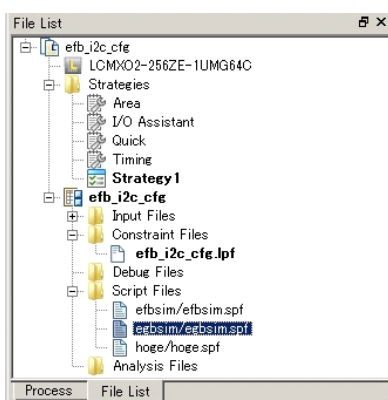 File List
efb_i2c_cfg
LCMXO2-256ZE-1UMG64C
Strategies
Area
I/O Assistant
Quick
Timing
Strategy1
efb_i2c_cfg
Input Files
Constraint Files
efb_i2c_cfg.lpf
Debug Files
Script Files
efbsim/efbsim.spf
egbsim/egbsim.spf
hoge/hoge.spf
Analysis Files
Process File List